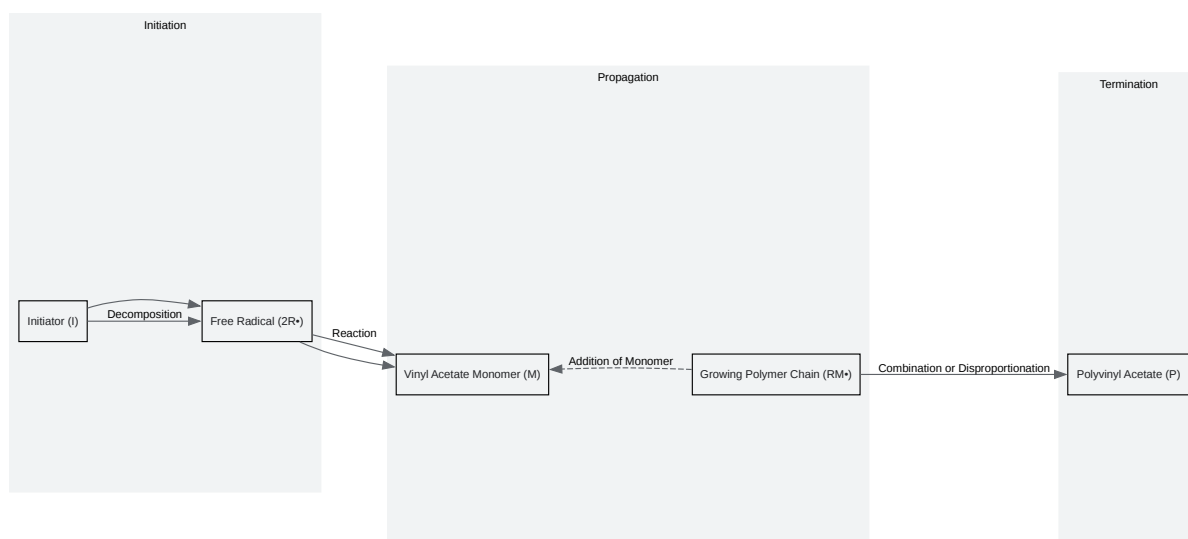 Initiation
Propagation
Termination
Initiator (I)
Decomposition
Free Radical (2R•)
Reaction
Vinyl Acetate Monomer (M)
Addition of Monomer
Growing Polymer Chain (RM•)
Combination or Disproportionation
Polyvinyl Acetate (P)